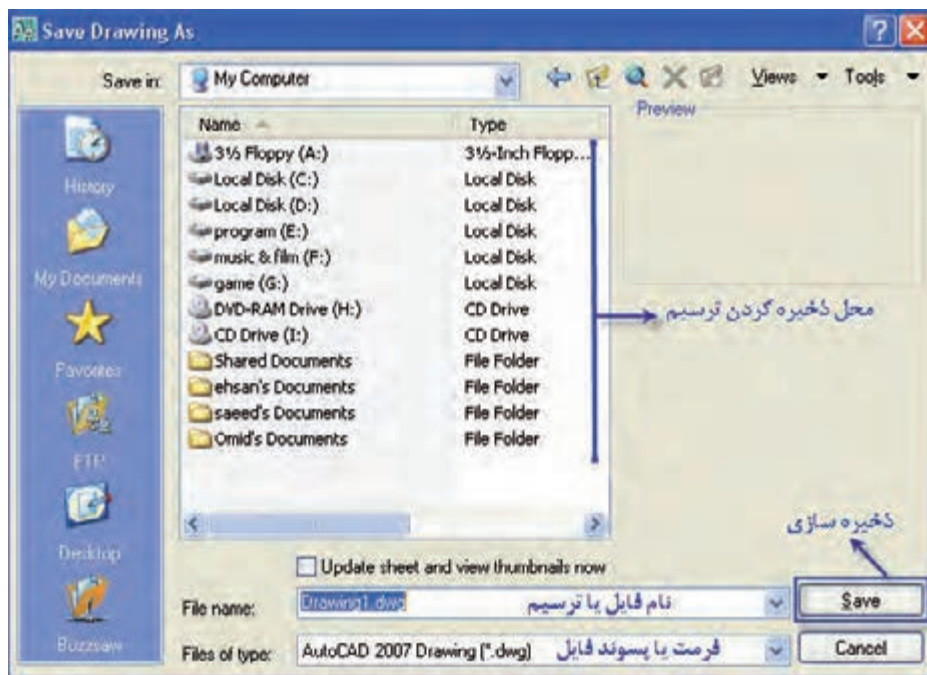 Save Drawing As
Save in: My Computer Views Tools
Name Type Preview
3½ Floppy (A:) 3½-Inch Flopp...
Local Disk (C:) Local Disk
Local Disk (D:) Local Disk
program (E:) Local Disk
music & film (F:) Local Disk
game (G:) Local Disk
DVD-RAM Drive (H:) CD Drive
CD Drive (I:) CD Drive
Shared Documents File Folder
ehsan's Documents File Folder
saeed's Documents File Folder
Omid's Documents File Folder
محل ذخیره کردن ترسیم
History
My Documents
Favorites
FTP
Desktop
Buzzsaw
ذخیره سازی
Update sheet and view thumbnails now
File name: Drawing1.dwg نام فایل یا ترسیم Save
Files of type: AutoCAD 2007 Drawing (*.dwg) فرمت یا پسوند فایل Cancel